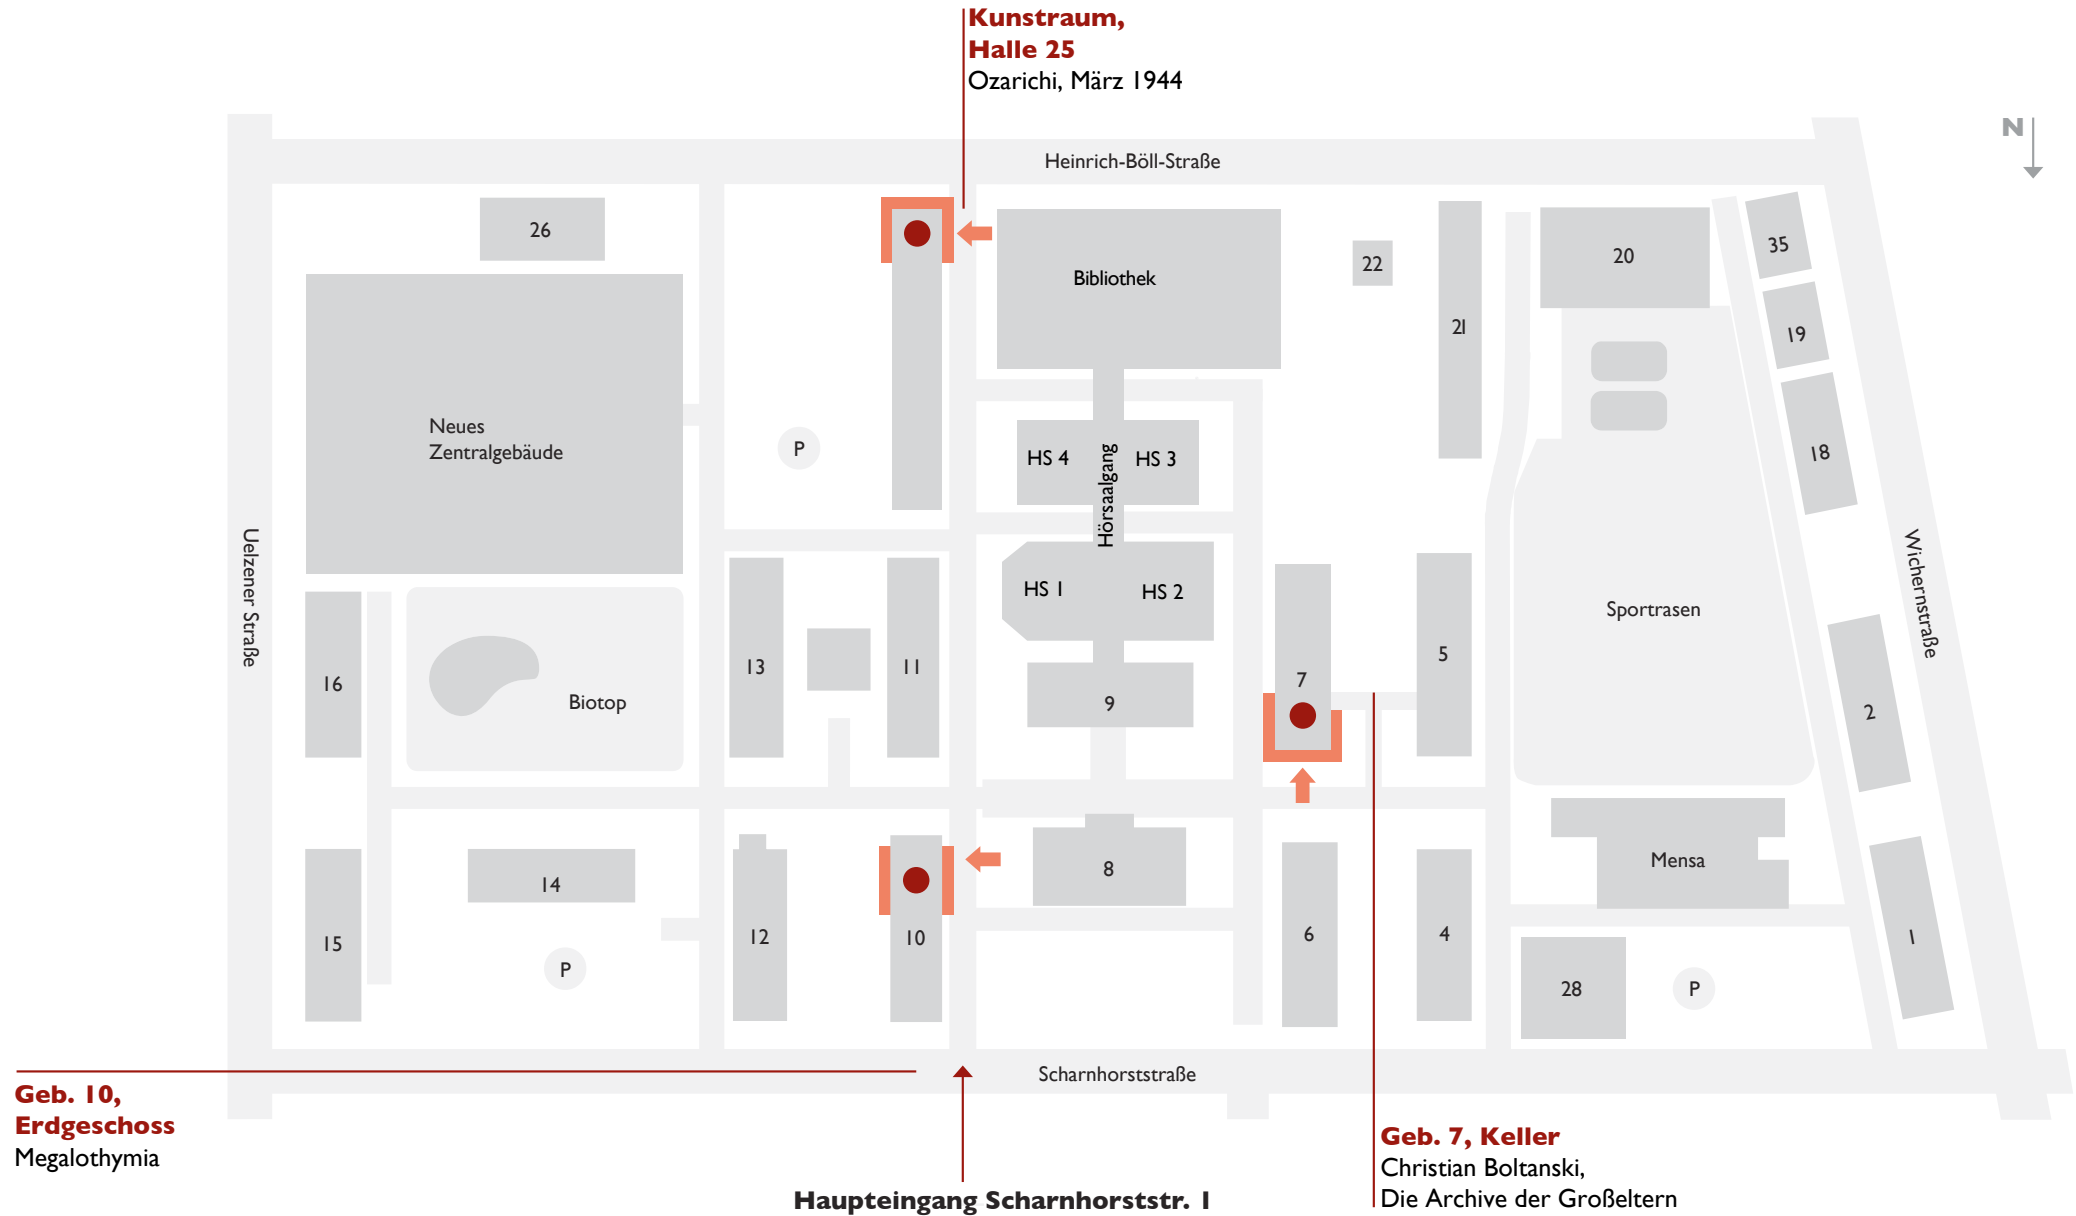 Kunstraum,
Halle 25
Ozarichi, März 1944
N
Heinrich-Böll-Straße
26
Bibliothek
22
20
35
21
19
Neues
Zentralgebäude
P
HS 4
HS 3
Hörsaalgang
18
Uelzener Straße
Wichernstraße
HS 1
HS 2
Sportrasen
16
Biotop
13
11
9
7
5
2
14
8
Mensa
15
P
12
10
6
4
1
28
P
Scharnhorststraße
Geb. 10,
Erdgeschoss
Megalothymia
Haupteingang Scharnhorststr. 1
Geb. 7, Keller
Christian Boltanski,
Die Archive der Großeltern